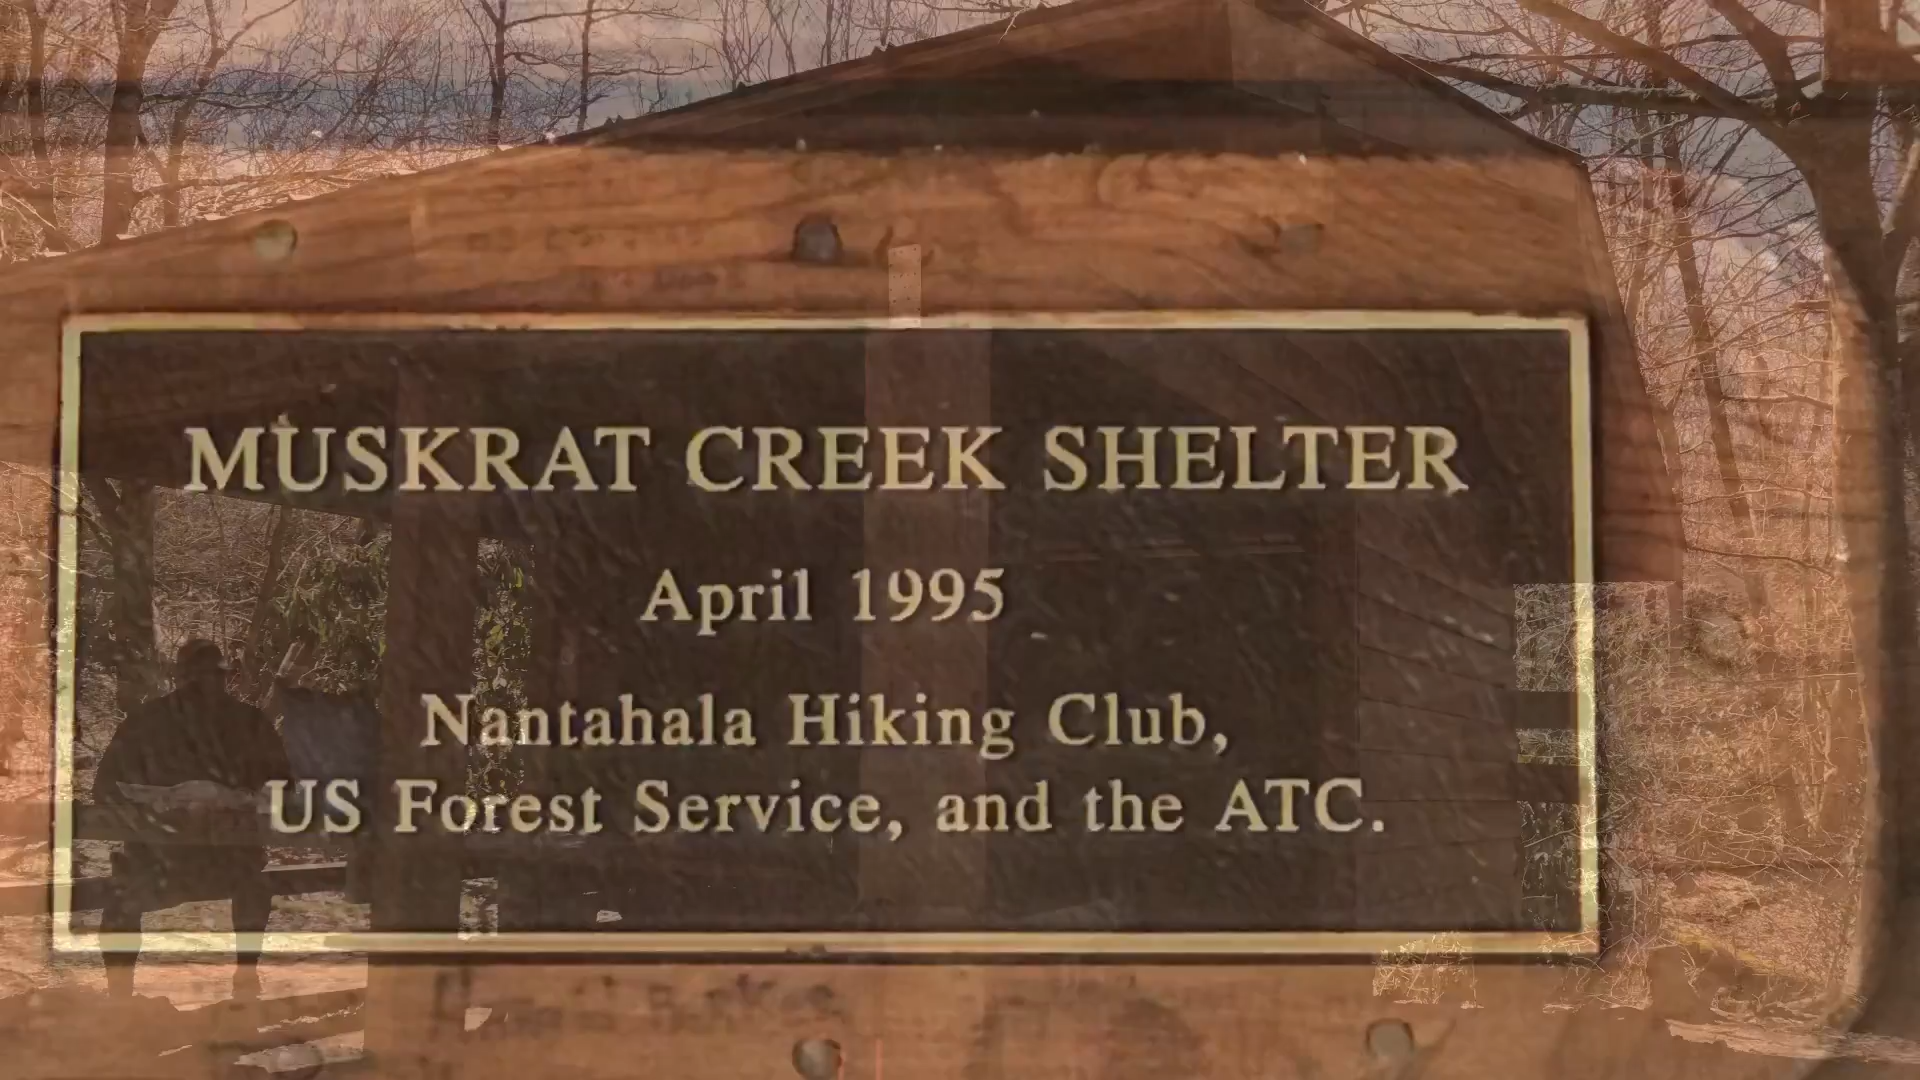 MUSKRAT CREEK SHELTER
April 1995
Nantahala Hiking Club,
US Forest Service, and the ATC.